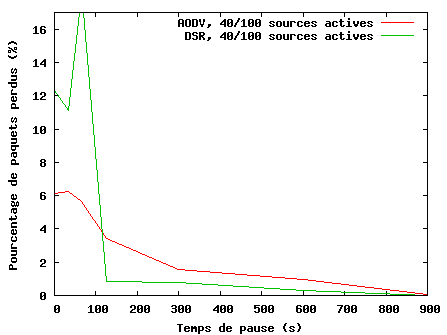 AODV, 40/100 sources actives
DSR, 40/100 sources actives
Pourcentage de paquets perdus (%)
16
14
12
10
8
6
4
2
0
0 100 200 300 400 500 600 700 800 900
Temps de pause (s)